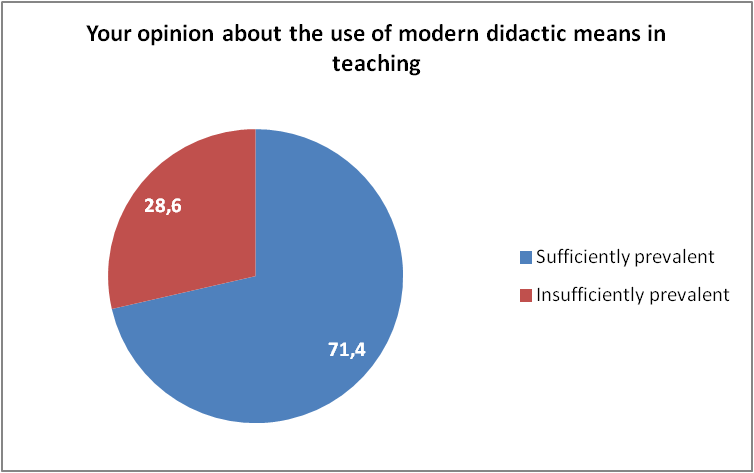 Your opinion about the use of modern didactic means in
teaching
28,6
71,4
Sufficiently prevalent
Insufficiently prevalent